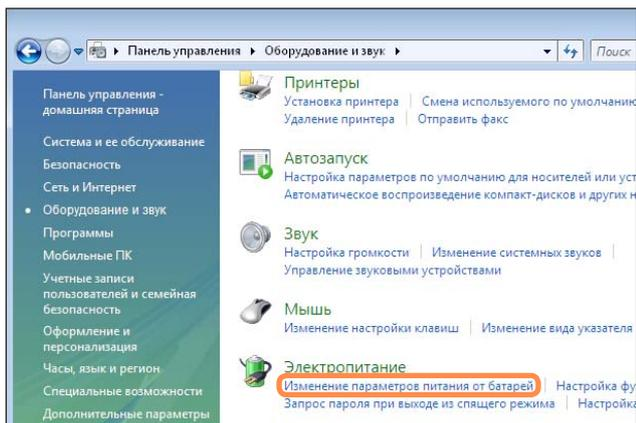 Панель управления ▸ Оборудование и звук ▸
Поиск
Панель управления -
домашняя страница
Система и ее обслуживание
Безопасность
Сеть и Интернет
• Оборудование и звук
Программы
Мобильные ПК
Учетные записи
пользователей и семейная
безопасность
Оформление и
персонализация
Часы, язык и регион
Специальные возможности
Дополнительные параметры
Принтеры
Установка принтера | Смена используемого по умолчанию
Удаление принтера | Отправить факс
Автозапуск
Настройка параметров по умолчанию для носителей или уст
Автоматическое воспроизведение компакт-дисков и других н
Звук
Настройка громкости | Изменение системных звуков |
Управление звуковыми устройствами
Мышь
Изменение настройки клавиш | Изменение вида указателя
Электропитание
Изменение параметров питания от батарей | Настройка фу
Запрос пароля при выходе из спящего режима | Настройка